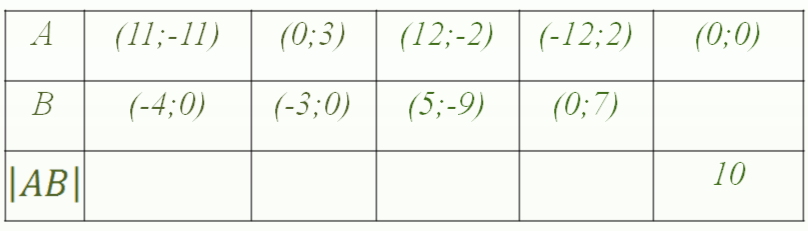 A (11;-11) (0;3) (12;-2) (-12;2) (0;0)
B (-4;0) (-3;0) (5;-9) (0;7)
|AB| 10